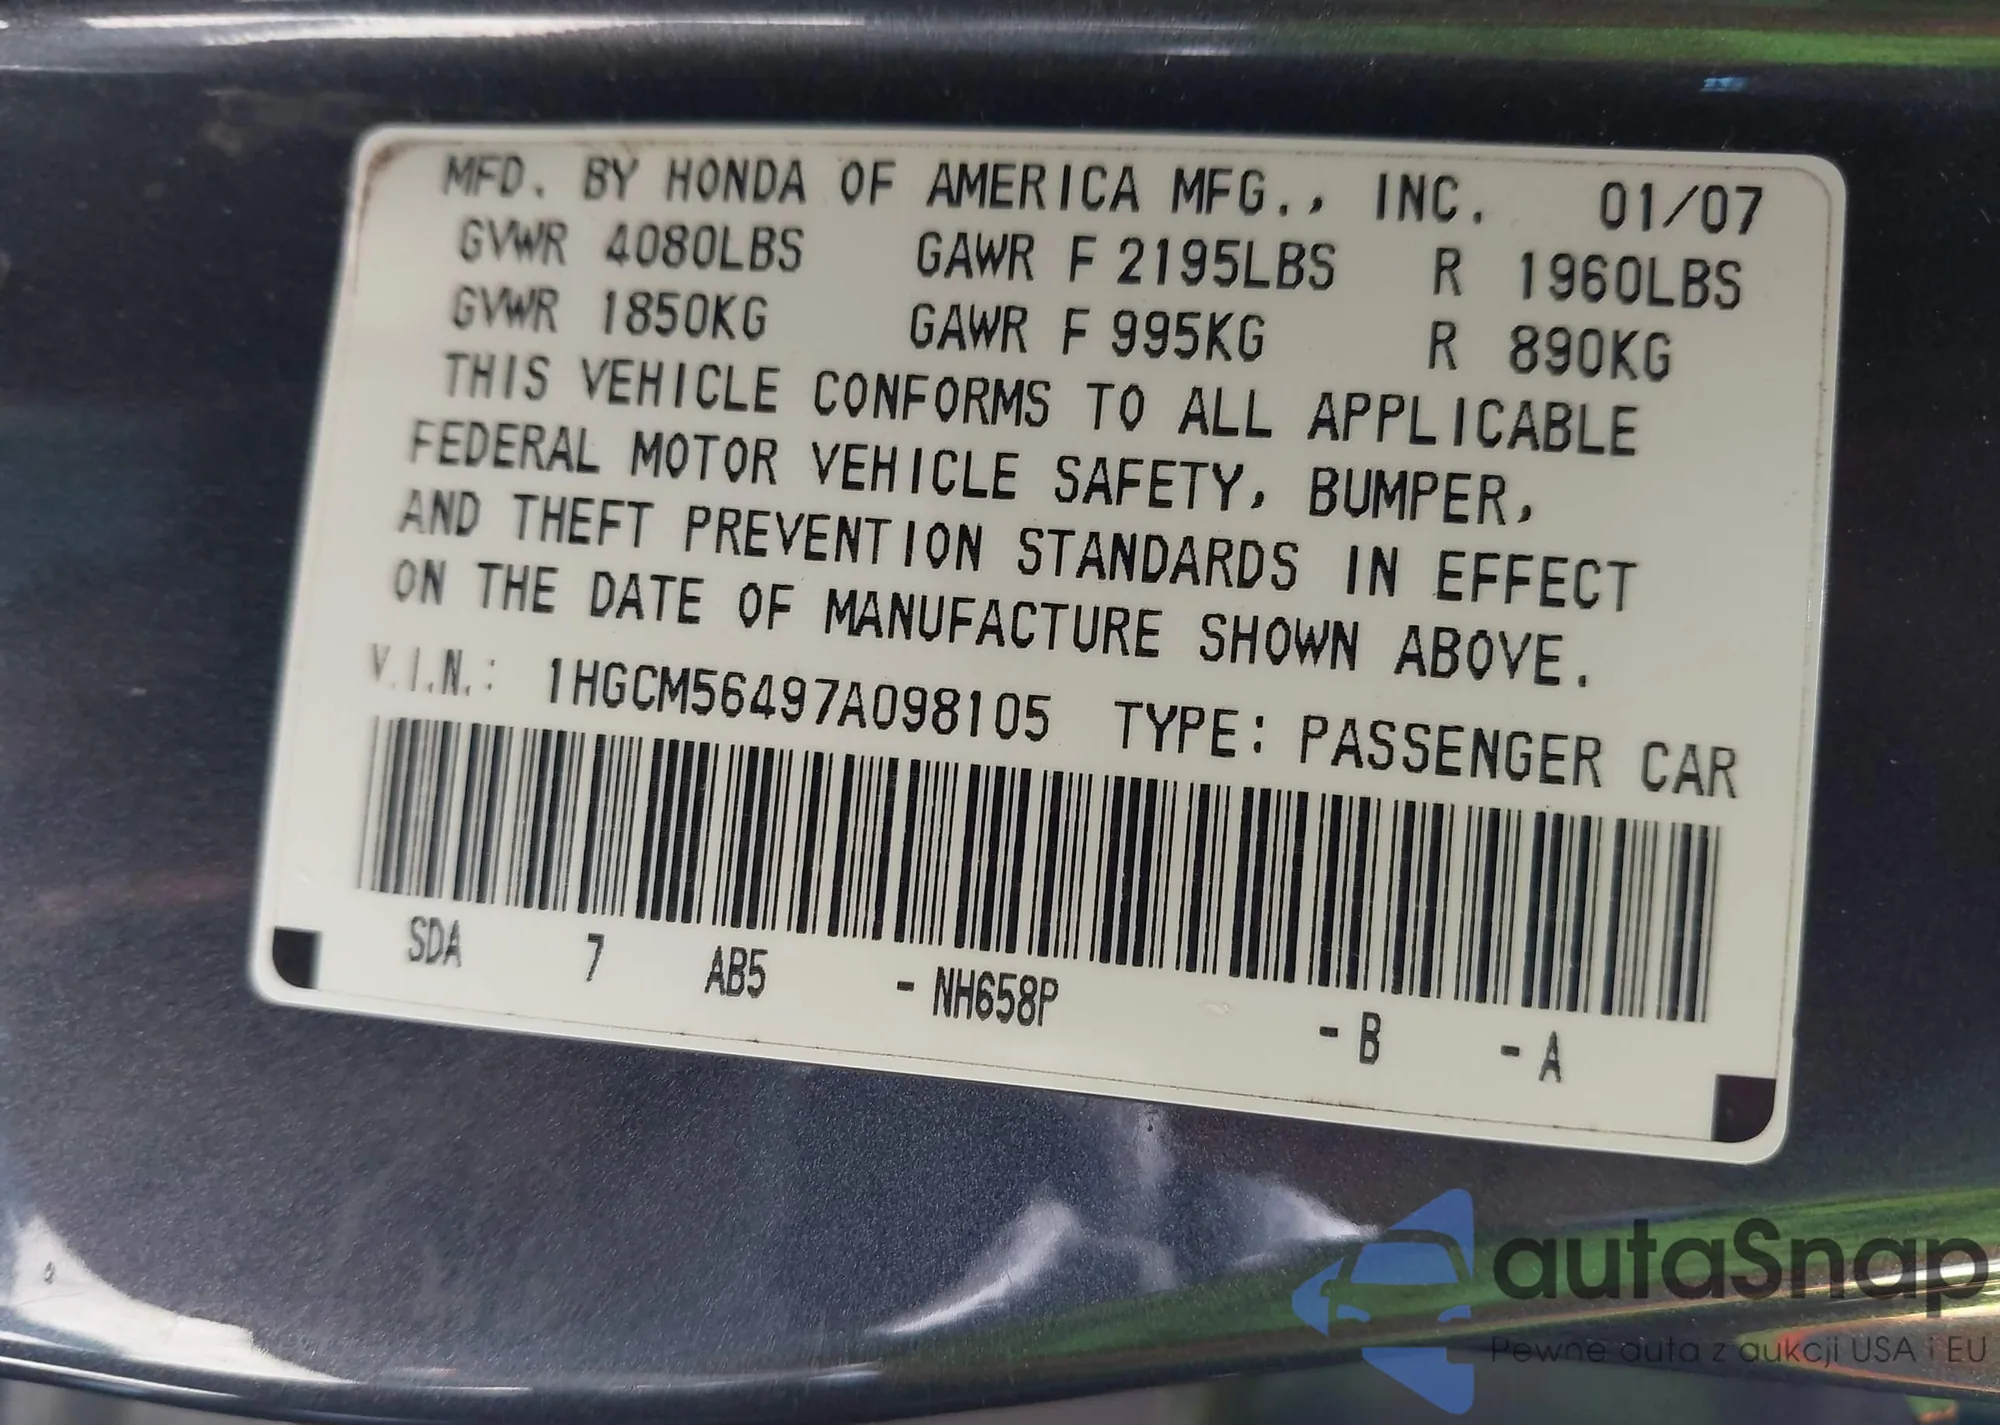 MFD. BY HONDA OF AMERICA MFG., INC. 01/07
GVWR 4080LBS GAWR F 2195LBS R 1960LBS
GVWR 1850KG GAWR F 995KG R 890KG
THIS VEHICLE CONFORMS TO ALL APPLICABLE
FEDERAL MOTOR VEHICLE SAFETY, BUMPER,
AND THEFT PREVENTION STANDARDS IN EFFECT
ON THE DATE OF MANUFACTURE SHOWN ABOVE.
V.I.N.: 1HGCM56497A098105 TYPE: PASSENGER CAR
SDA 7 AB5 - NH658P - B - A
autaSnap
Pewne auta z aukcji USA i EU